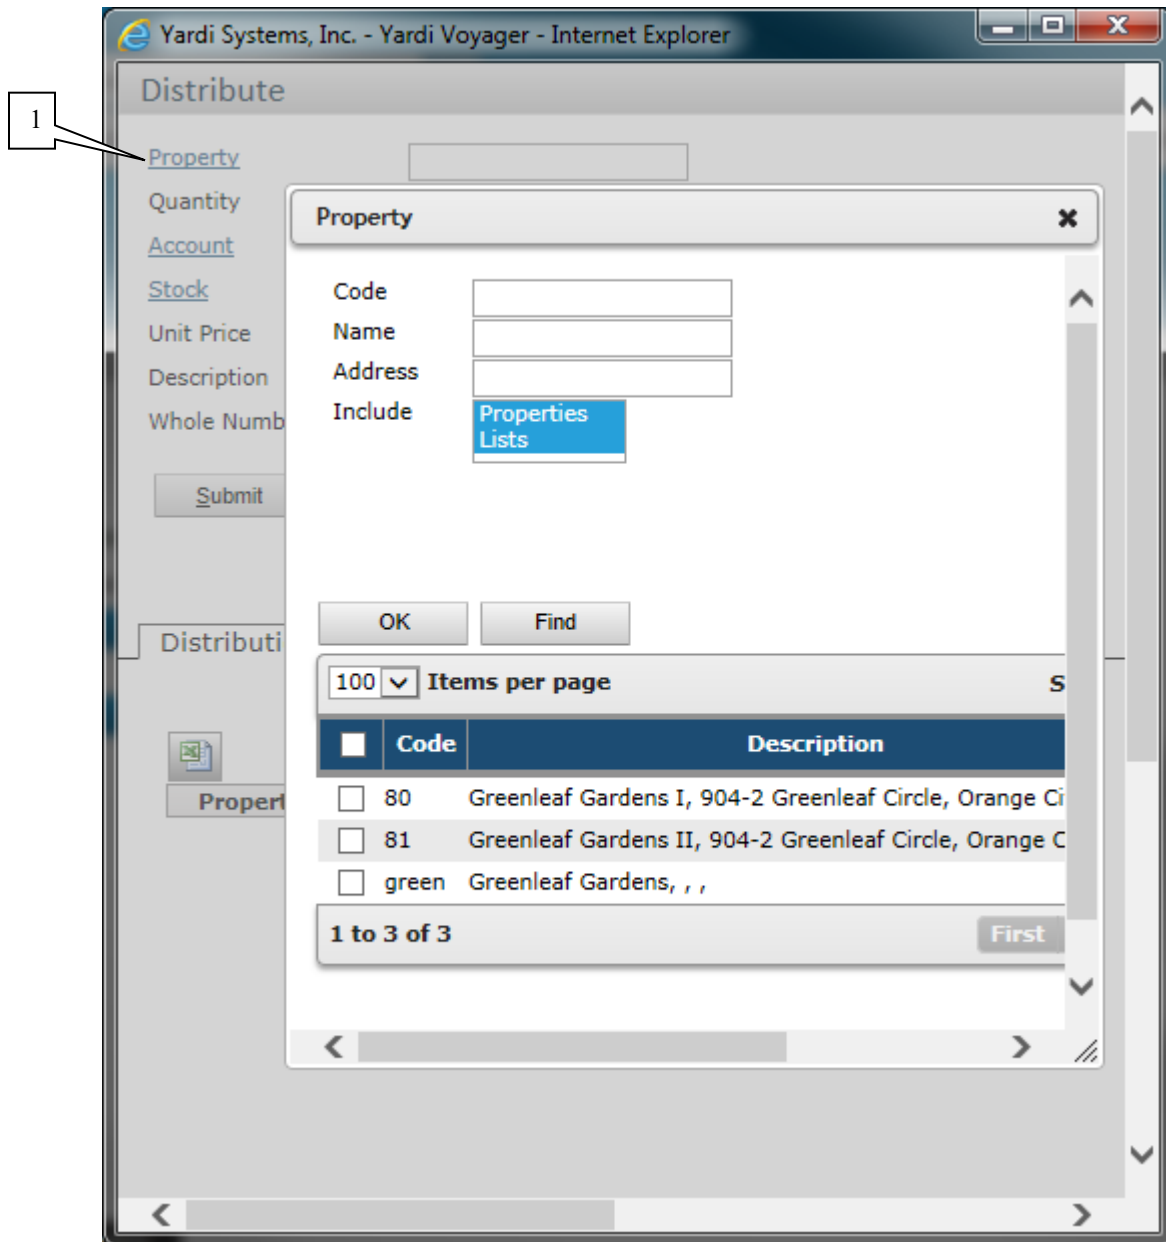 Yardi Systems, Inc. - Yardi Voyager - Internet Explorer
Distribute
1
Property
Quantity
Account
Stock
Unit Price
Description
Whole Numb
Submit
Property
Code
Name
Address
Include
Properties
Lists
OK Find
Distributi
100 Items per page S
Code Description
Propert
80 Greenleaf Gardens I, 904-2 Greenleaf Circle, Orange Ci
81 Greenleaf Gardens II, 904-2 Greenleaf Circle, Orange C
green Greenleaf Gardens, , ,
1 to 3 of 3 First